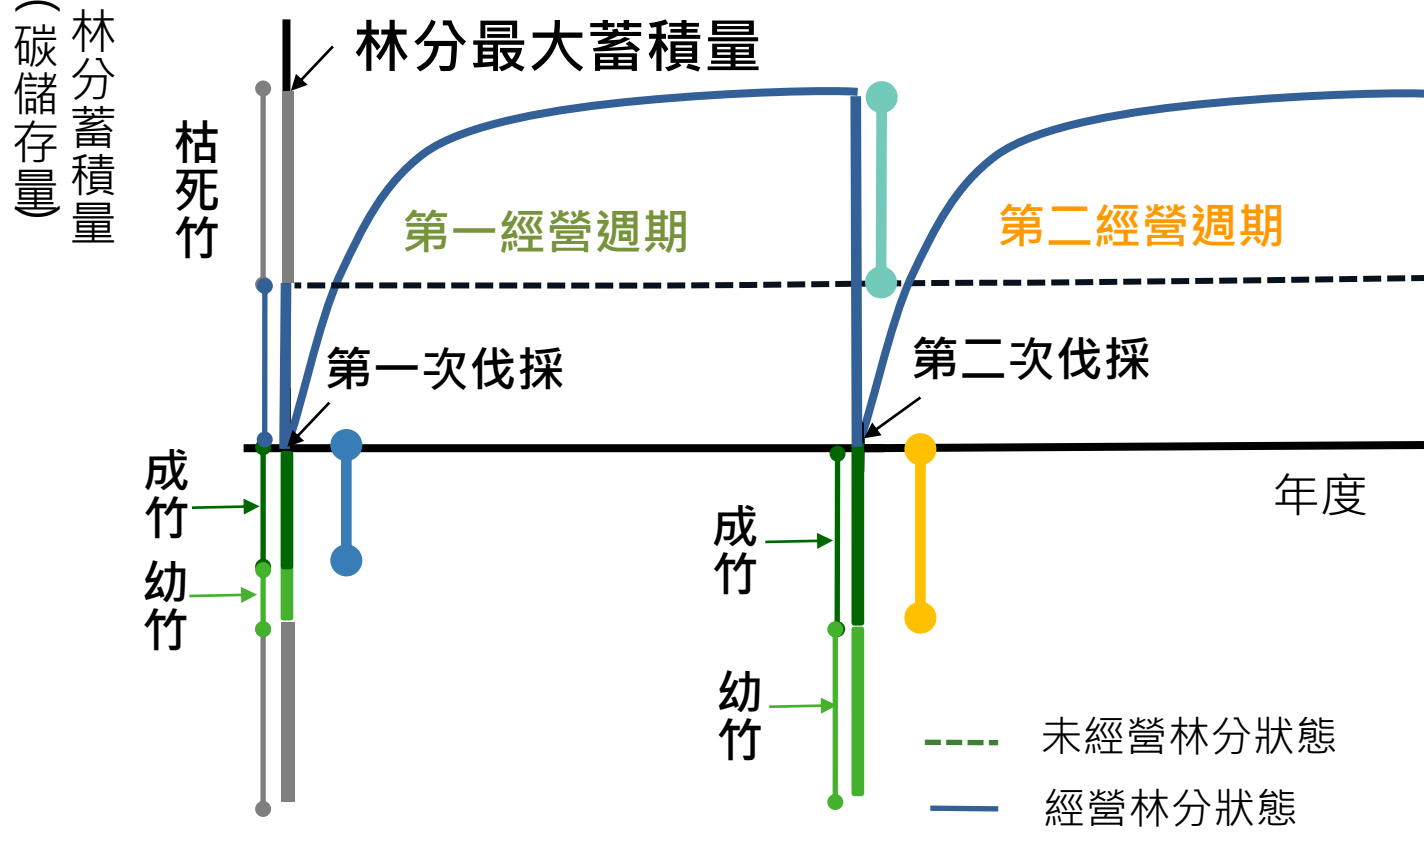 林分蓄積量
（碳儲存量）
林分最大蓄積量
枯死竹
第一經營週期
第二經營週期
第一次伐採
第二次伐採
成竹
幼竹
成竹
幼竹
年度
未經營林分狀態
經營林分狀態